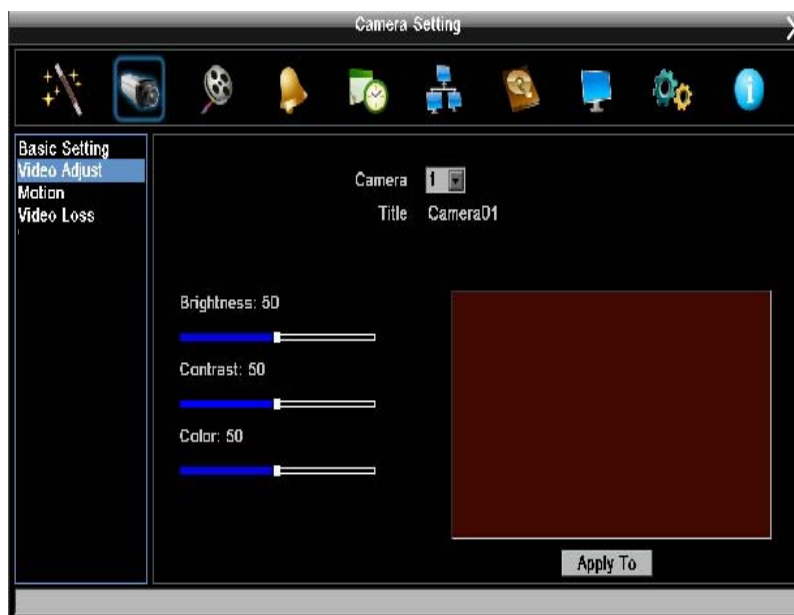 Camera Setting
X
Basic Setting
Video Adjust
Motion
Video Loss
Camera 1
Title Camera01
Brightness: 50
Contrast: 50
Color: 50
Apply To